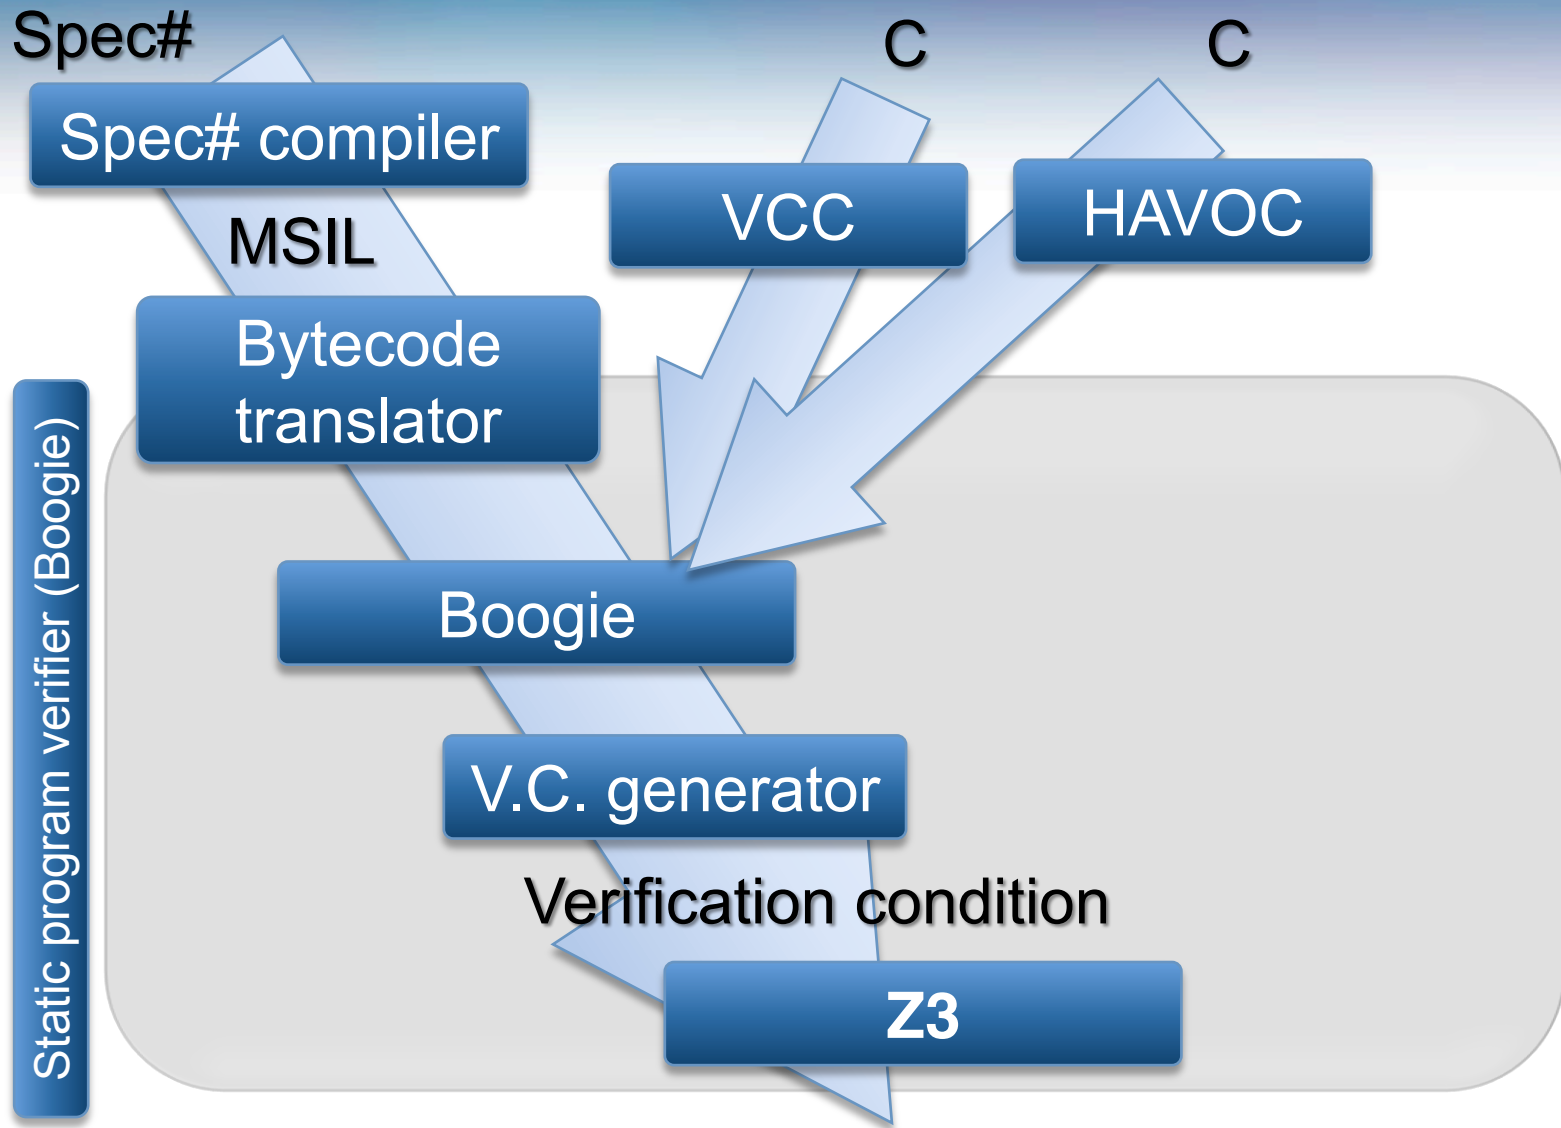 Spec#
C
C
Spec# compiler
VCC
HAVOC
MSIL
Bytecode
translator
Static program verifier (Boogie)
Boogie
V.C. generator
Verification condition
Z3